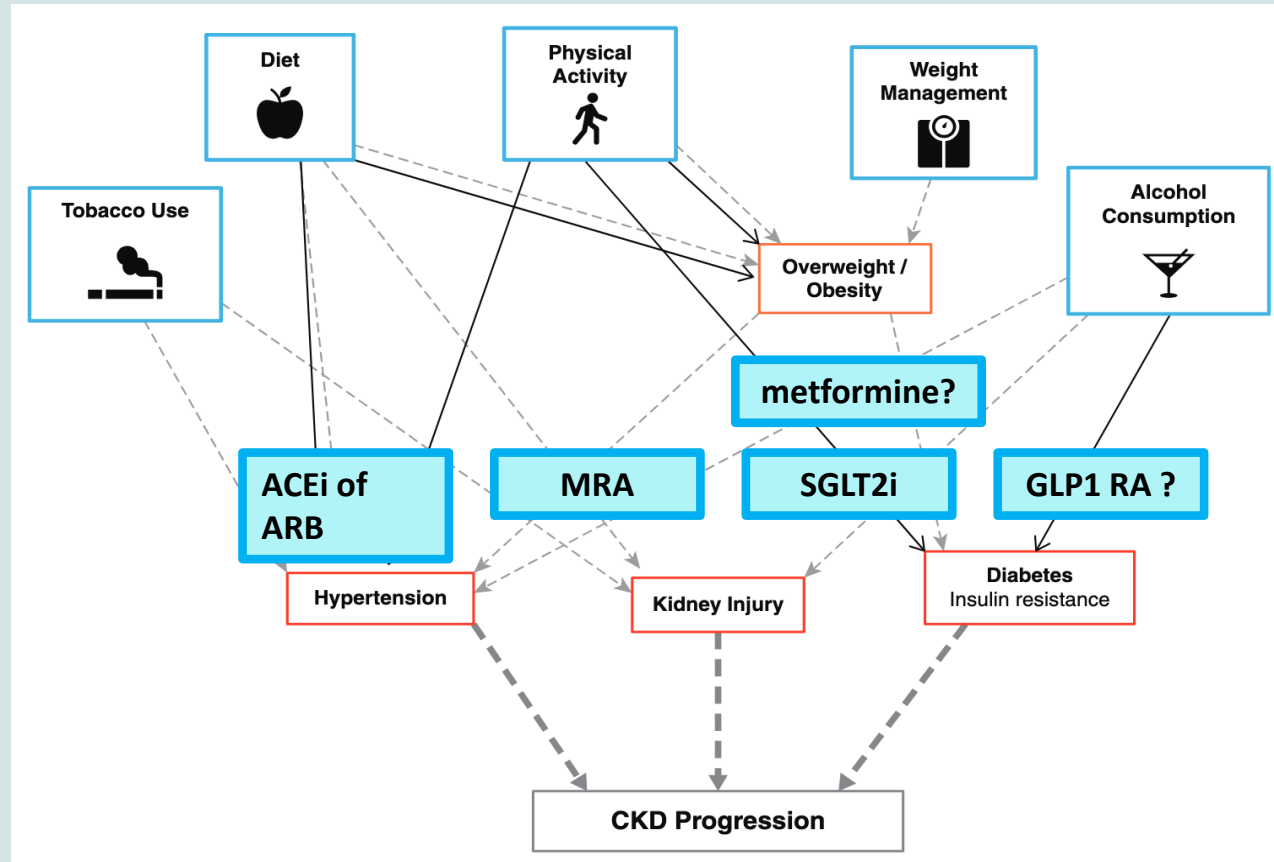 Diet
Physical
Activity
Weight
Management
Tobacco Use
Alcohol
Consumption
Overweight /
Obesity
metformine?
ACEi of
ARB
MRA
SGLT2i
GLP1 RA ?
Hypertension
Kidney Injury
Diabetes
Insulin resistance
CKD Progression